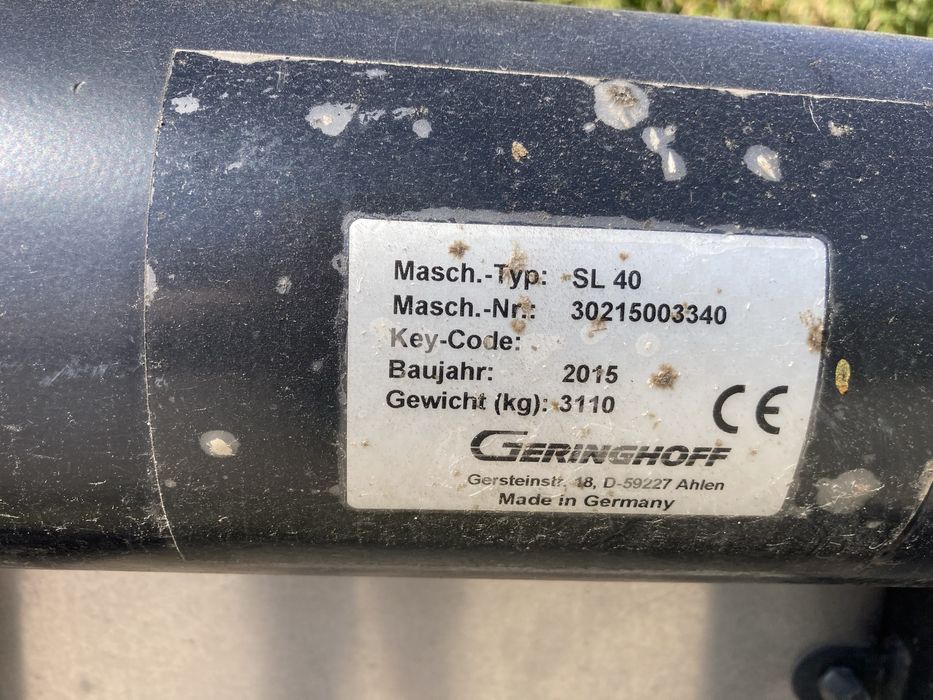 Masch.-Typ: SL 40
Masch.-Nr.: 30215003340
Key-Code:
Baujahr: 2015
Gewicht (kg): 3110
CE
GERINGHOFF
Gersteinstr. 18, D-59227 Ahlen
Made in Germany